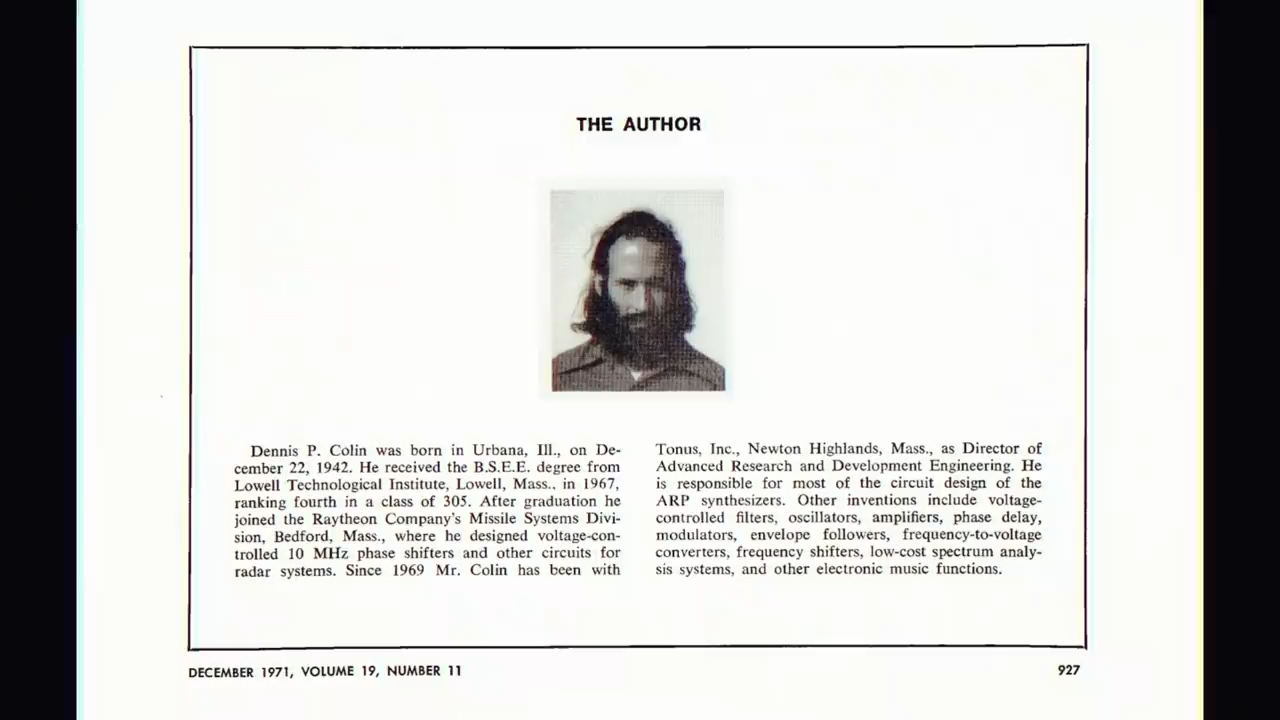 THE AUTHOR
Dennis P. Colin was born in Urbana, Ill., on De-
cember 22, 1942. He received the B.S.E.E. degree from
Lowell Technological Institute, Lowell, Mass., in 1967,
ranking fourth in a class of 305. After graduation he
joined the Raytheon Company's Missile Systems Divi-
sion, Bedford, Mass., where he designed voltage-con-
trolled 10 MHz phase shifters and other circuits for
radar systems. Since 1969 Mr. Colin has been with
Tonus, Inc., Newton Highlands, Mass., as Director of
Advanced Research and Development Engineering. He
is responsible for most of the circuit design of the
ARP synthesizers. Other inventions include voltage-
controlled filters, oscillators, amplifiers, phase delay,
modulators, envelope followers, frequency-to-voltage
converters, frequency shifters, low-cost spectrum analy-
sis systems, and other electronic music functions.
DECEMBER 1971, VOLUME 19, NUMBER 11
927